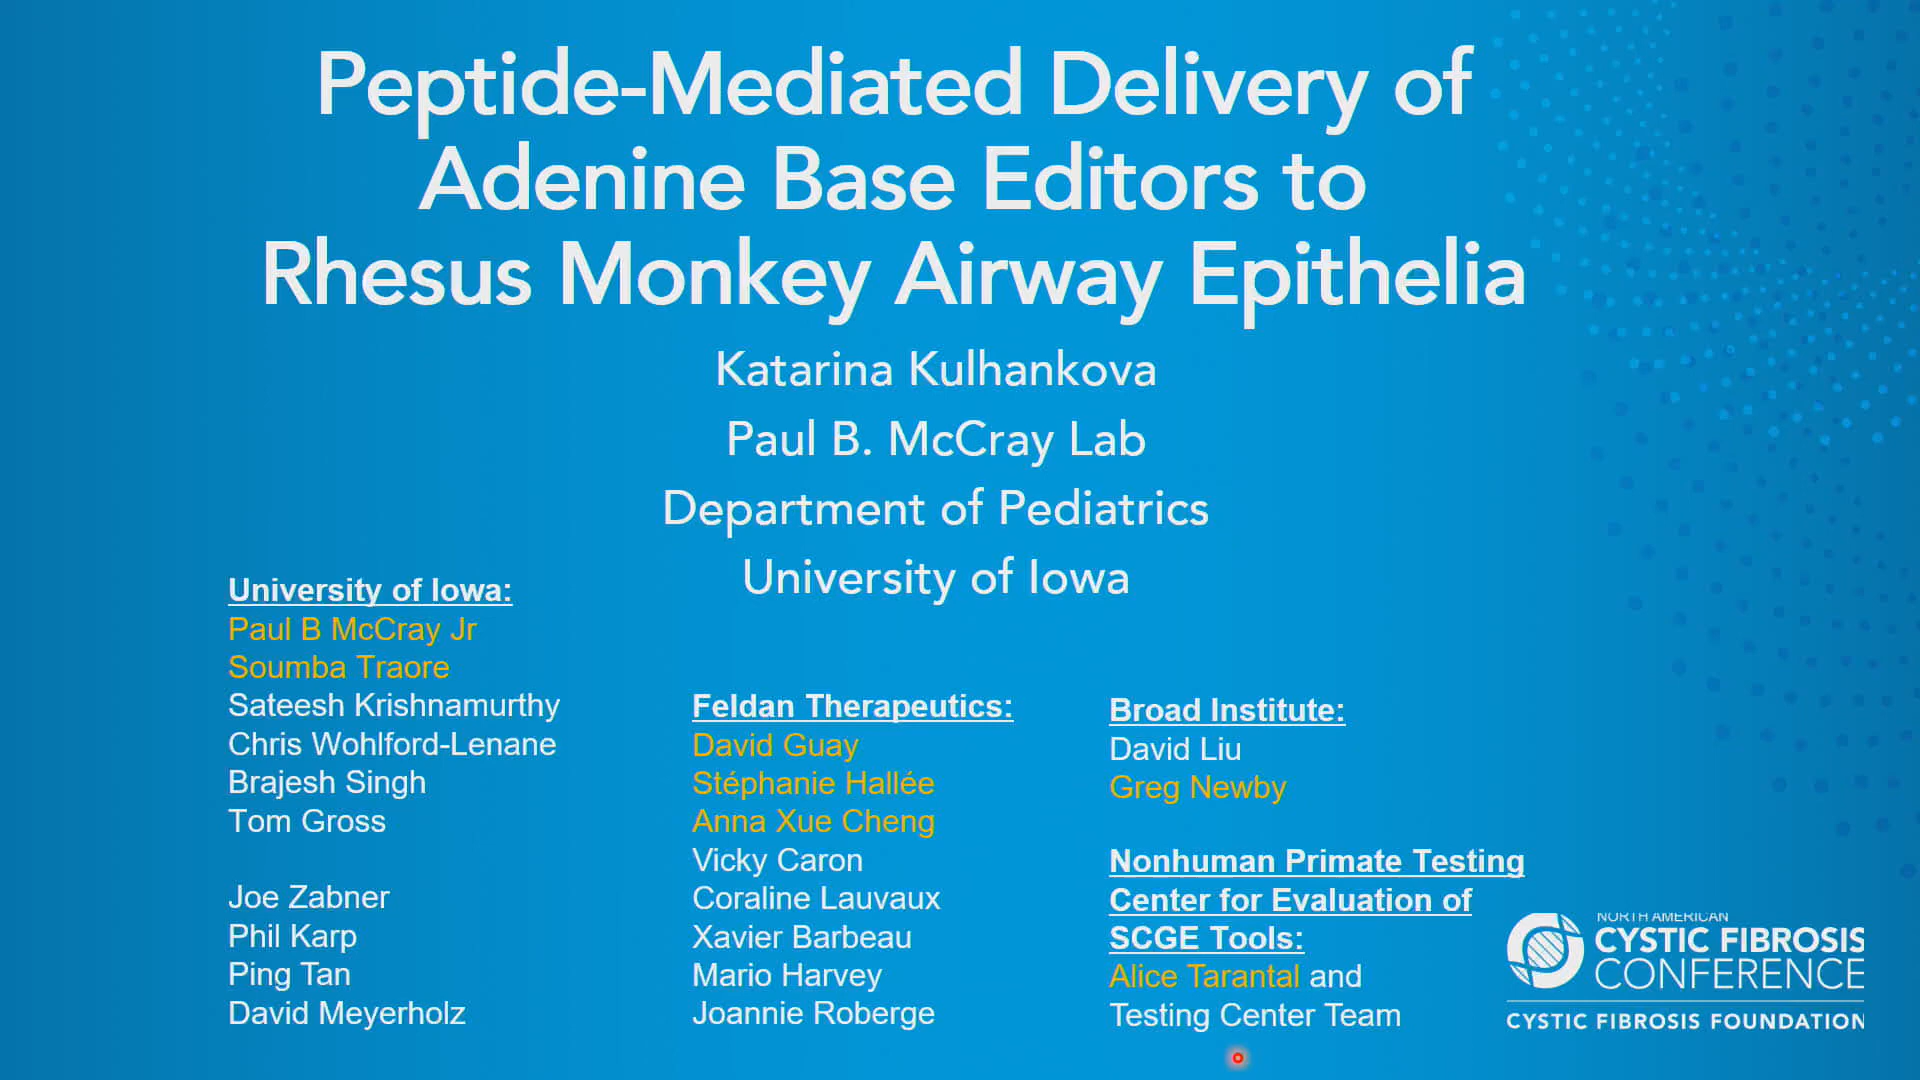 Peptide-Mediated Delivery of
Adenine Base Editors to
Rhesus Monkey Airway Epithelia
Katarina Kulhankova
Paul B. McCray Lab
Department of Pediatrics
University of Iowa
University of Iowa:
Paul B McCray Jr
Soumba Traore
Sateesh Krishnamurthy
Chris Wohlford-Lenane
Brajesh Singh
Tom Gross
Joe Zabner
Phil Karp
Ping Tan
David Meyerholz
Feldan Therapeutics:
David Guay
Stéphanie Hallée
Anna Xue Cheng
Vicky Caron
Coraline Lauvaux
Xavier Barbeau
Mario Harvey
Joannie Roberge
Broad Institute:
David Liu
Greg Newby
Nonhuman Primate Testing
Center for Evaluation of
SCGE Tools:
Alice Tarantal and
Testing Center Team
NORTH AMERICAN
CYSTIC FIBROSIS
CONFERENCE
CYSTIC FIBROSIS FOUNDATION